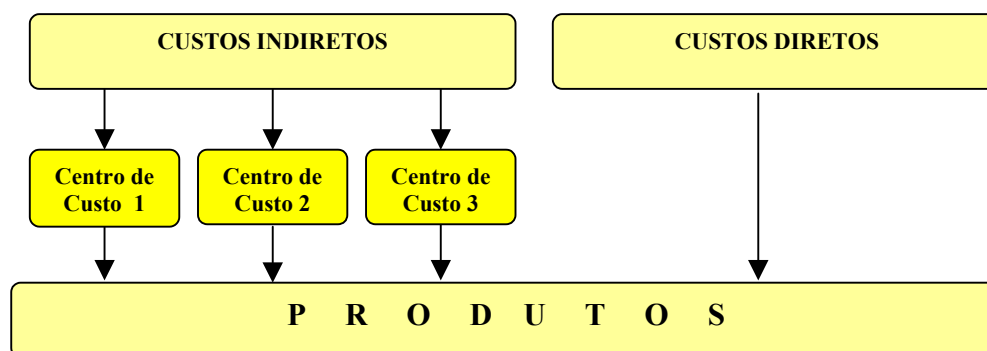 CUSTOS INDIRETOS
CUSTOS DIRETOS
Centro de
Custo 1
Centro de
Custo 2
Centro de
Custo 3
P R O D U T O S